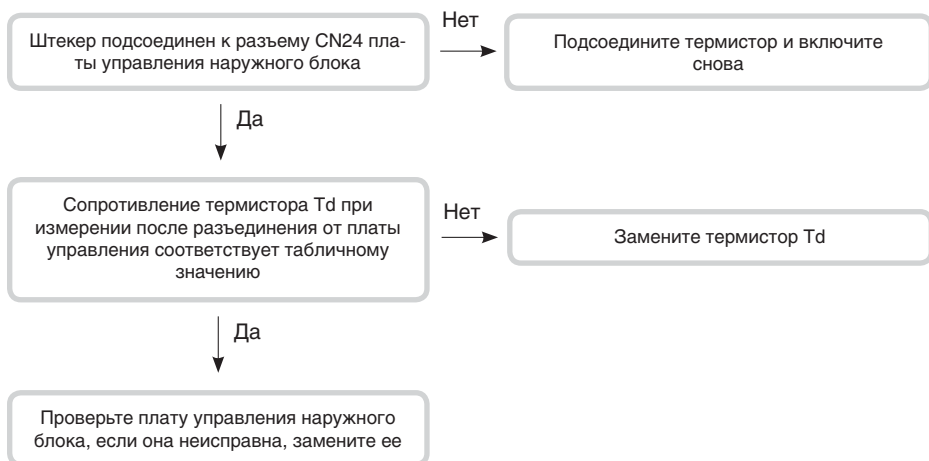 Штекер подсоединен к разъему CN24 пла-
ты управления наружного блока
Нет
Подсоедините термистор и включите
снова
Да
Сопротивление термистора Td при
измерении после разъединения от платы
управления соответствует табличному
значению
Нет
Замените термистор Td
Да
Проверьте плату управления наружного
блока, если она неисправна, замените ее